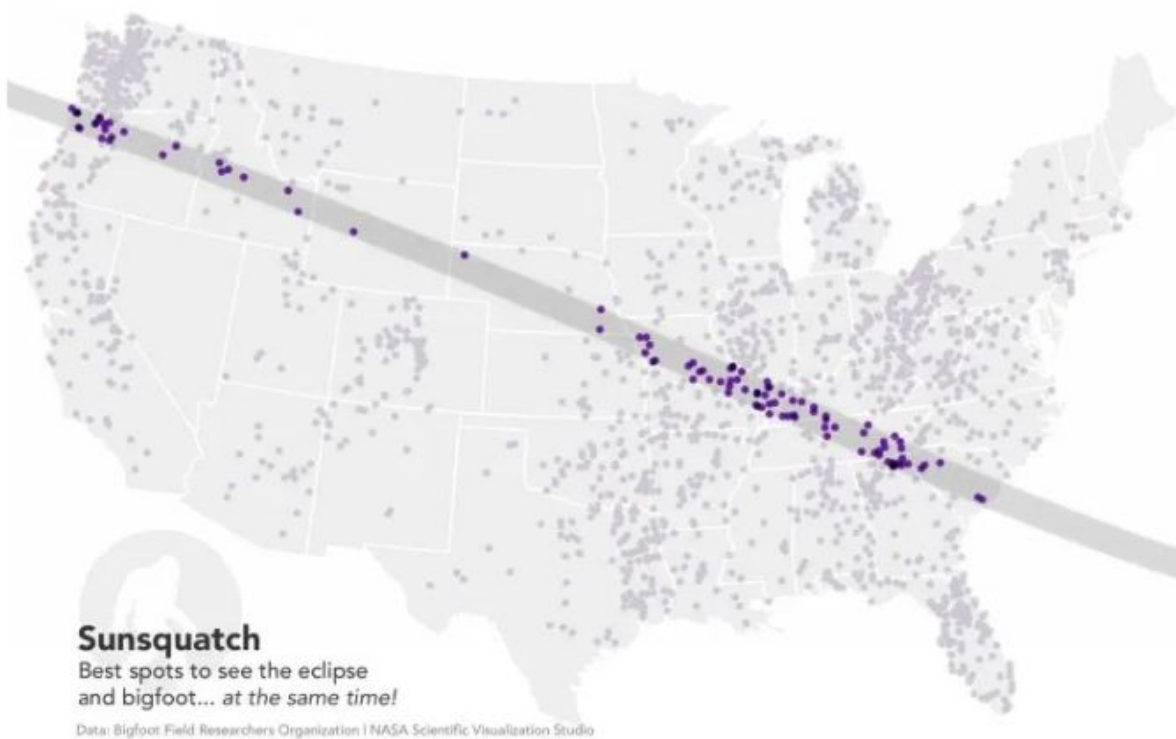 Sunsquatch
Best spots to see the eclipse
and bigfoot... at the same time!
Data: Bigfoot Field Researchers Organization | NASA Scientific Visualization Studio